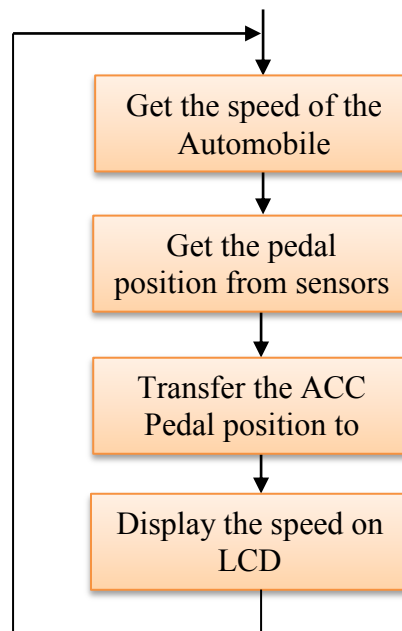 Get the speed of the
Automobile
Get the pedal
position from sensors
Transfer the ACC
Pedal position to
Display the speed on
LCD